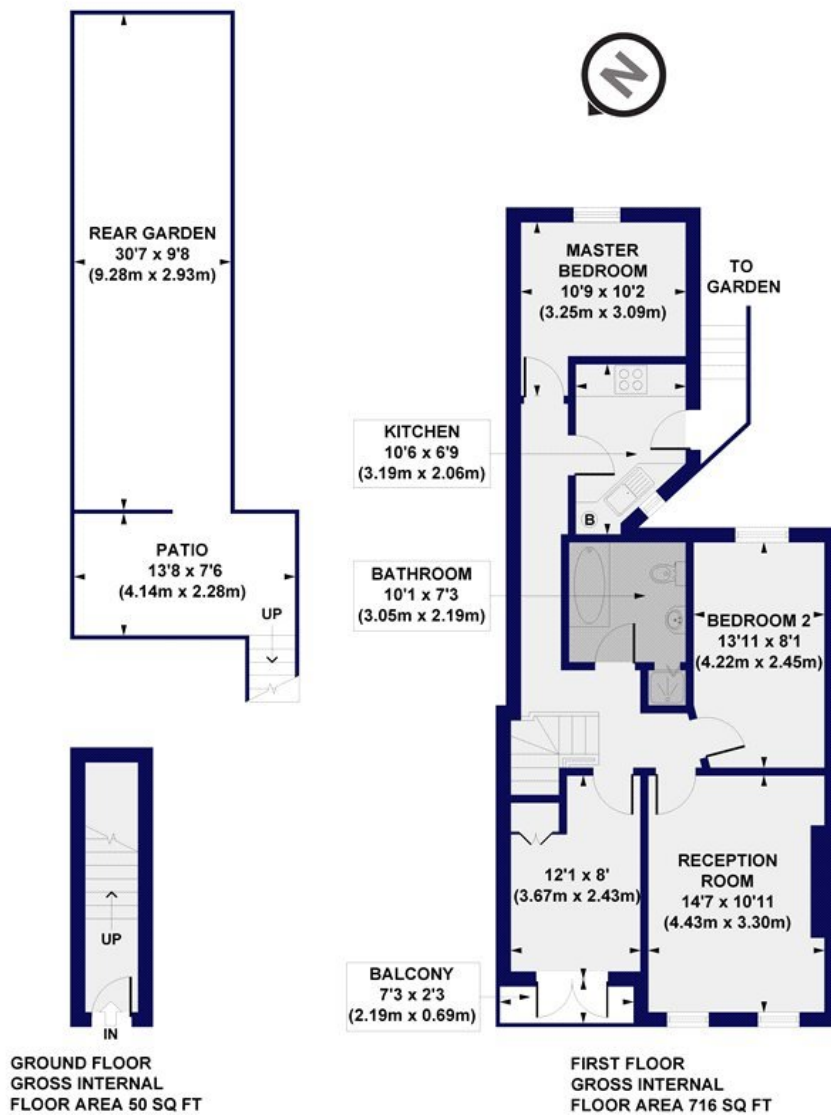 N
REAR GARDEN
30'7 x 9'8
(9.28m x 2.93m)
PATIO
13'8 x 7'6
(4.14m x 2.28m)
UP
UP
IN
GROUND FLOOR
GROSS INTERNAL
FLOOR AREA 50 SQ FT
MASTER
BEDROOM
10'9 x 10'2
(3.25m x 3.09m)
TO
GARDEN
KITCHEN
10'6 x 6'9
(3.19m x 2.06m)
B
BATHROOM
10'1 x 7'3
(3.05m x 2.19m)
BEDROOM 2
13'11 x 8'1
(4.22m x 2.45m)
12'1 x 8'
(3.67m x 2.43m)
RECEPTION
ROOM
14'7 x 10'11
(4.43m x 3.30m)
BALCONY
7'3 x 2'3
(2.19m x 0.69m)
FIRST FLOOR
GROSS INTERNAL
FLOOR AREA 716 SQ FT